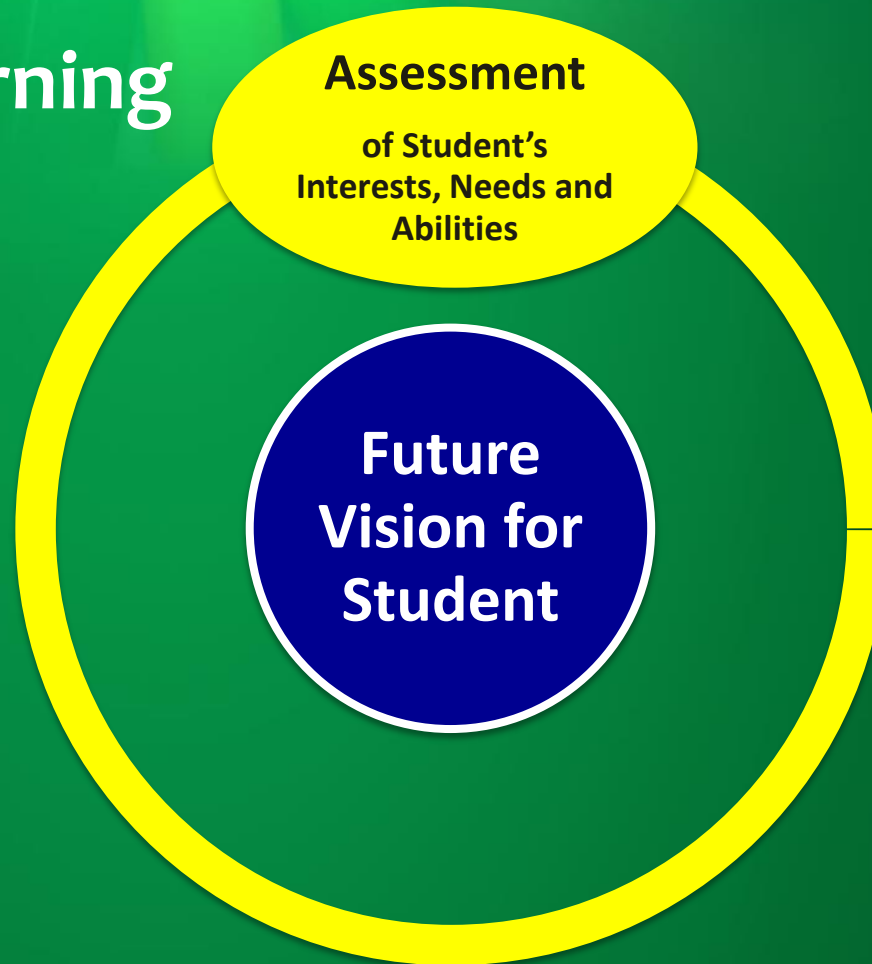 rning
Assessment
of Student’s
Interests, Needs and
Abilities
Future
Vision for
Student